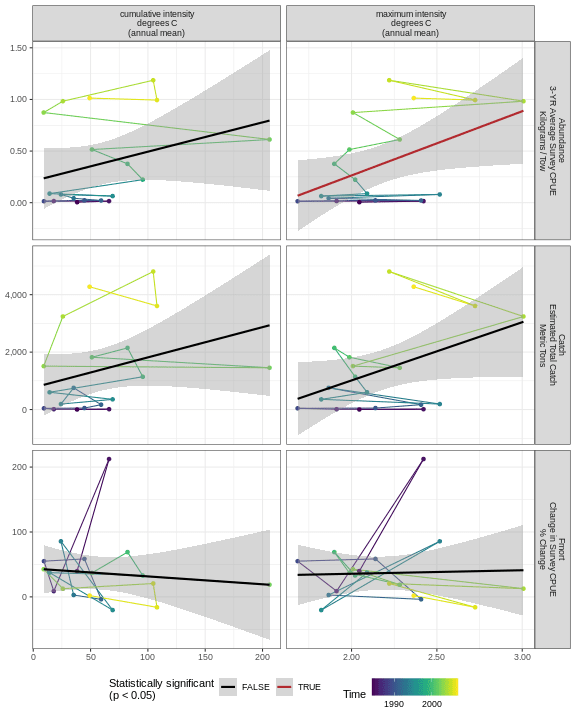 cumulative intensity
degrees C
(annual mean)
maximum intensity
degrees C
(annual mean)
1.50
1.00
0.50
0.00
Abundance
3-YR Average Survey CPUE
Kilograms / Tow
4,000
2,000
0
Catch
Estimated Total Catch
Metric Tons
200
100
0
Fmort
Change in Survey CPUE
% Change
0
50
100
150
200
2.00
2.50
3.00
Statistically significant
(p < 0.05)
FALSE
TRUE
Time
1990
2000